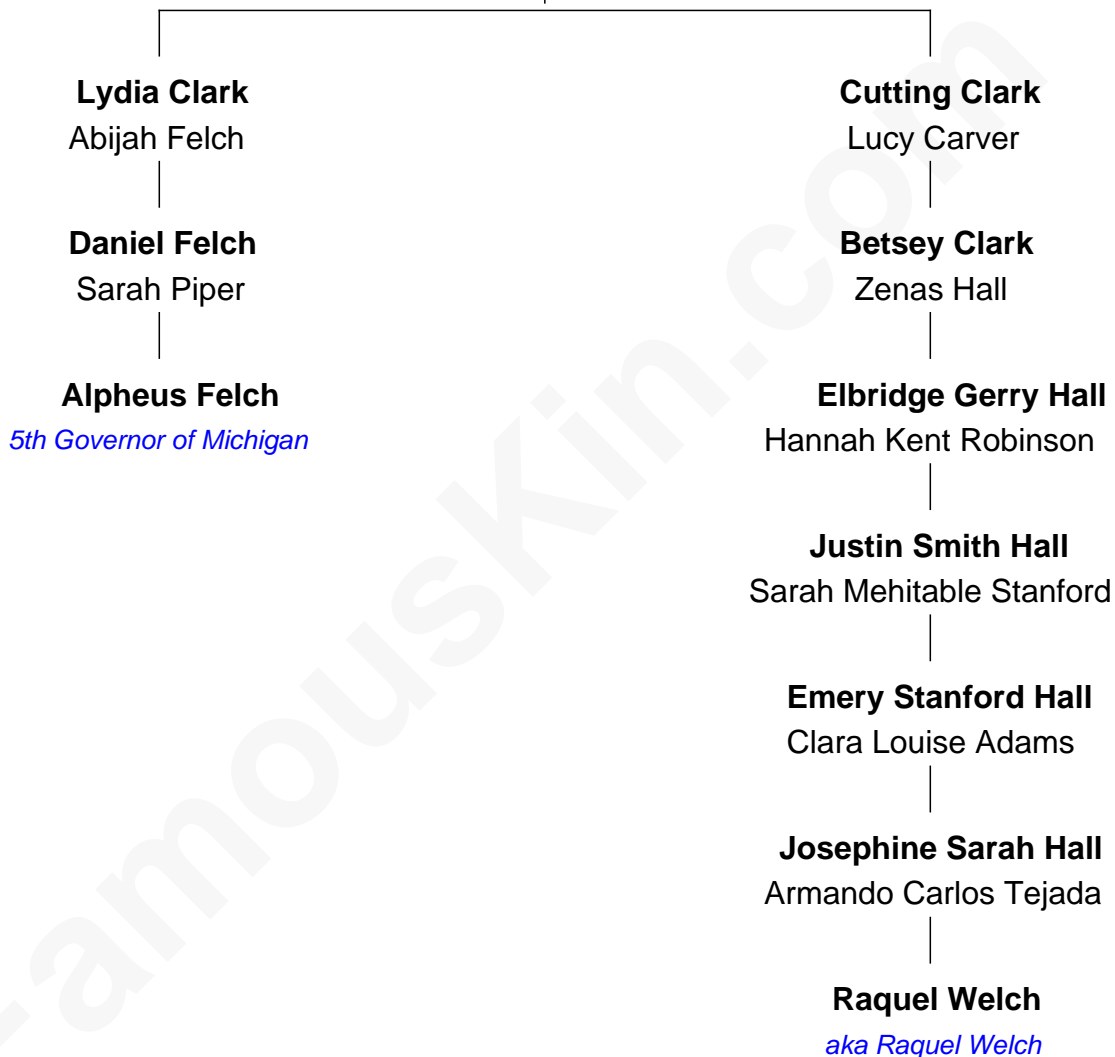 Lydia Clark
Abijah Felch
Daniel Felch
Sarah Piper
Alpheus Felch
5th Governor of Michigan
Cutting Clark
Lucy Carver
Betsey Clark
Zenas Hall
Elbridge Gerry Hall
Hannah Kent Robinson
Justin Smith Hall
Sarah Mehitable Stanford
Emery Stanford Hall
Clara Louise Adams
Josephine Sarah Hall
Armando Carlos Tejada
Raquel Welch
aka Raquel Welch
FamousKin.com